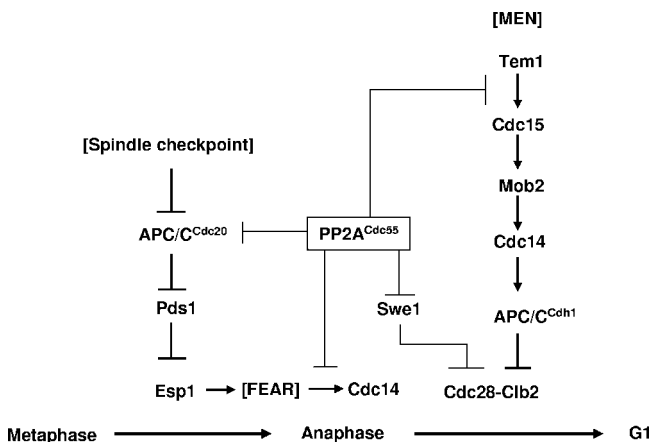 [MEN]
Tem1
Cdc15
[Spindle checkpoint]
Mob2
APC/C^Cdc20
PP2A^Cdc55
Cdc14
Pds1
Swe1
APC/C^Cdh1
Esp1 [FEAR] Cdc14 Cdc28-Clb2
Metaphase Anaphase G1